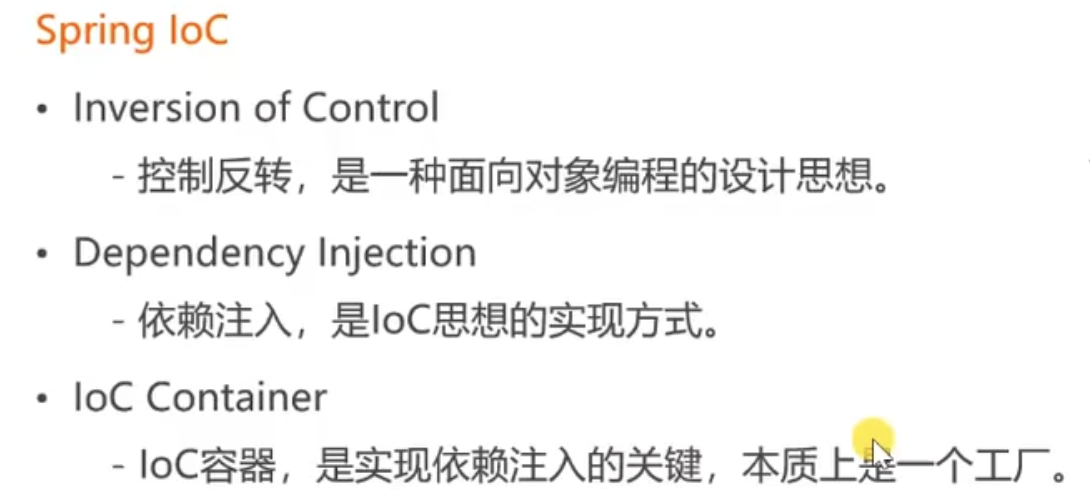 Spring IoC
• Inversion of Control
- 控制反转，是一种面向对象编程的设计思想。
• Dependency Injection
- 依赖注入，是IoC思想的实现方式。
• IoC Container
- IoC容器，是实现依赖注入的关键，本质上是一个工厂。